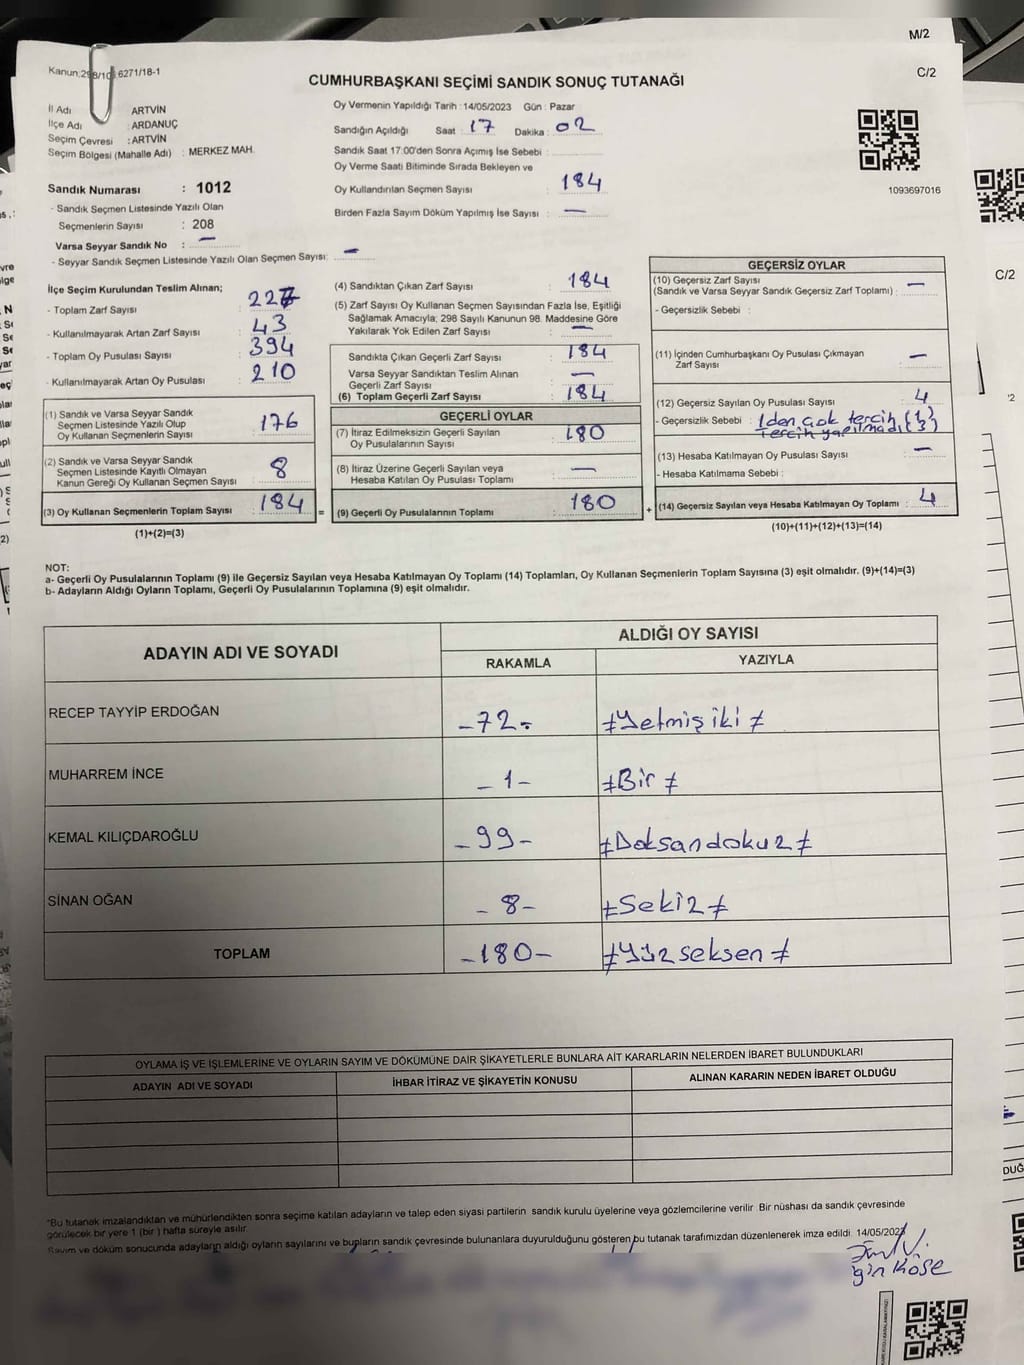 M/2
Kanun:298/10 6271/18-1
C/2
CUMHURBAŞKANI SEÇİMİ SANDIK SONUÇ TUTANAĞI
İl Adı : ARTVİN
İlçe Adı : ARDANUÇ
Seçim Çevresi : ARTVİN
Seçim Bölgesi (Mahalle Adı) : MERKEZ MAH.
Oy Vermenin Yapıldığı Tarih : 14/05/2023 Gün : Pazar
Sandığın Açıldığı Saat : 17 Dakika : 02
Sandık Saat 17:00'den Sonra Açımış İse Sebebi :
Oy Verme Saati Bitiminde Sırada Bekleyen ve
Oy Kullandırılan Seçmen Sayısı : 184
Birden Fazla Sayım Döküm Yapılmış İse Sayısı : —
1093697016
Sandık Numarası : 1012
- Sandık Seçmen Listesinde Yazılı Olan
Seçmenlerin Sayısı : 208
Varsa Seyyar Sandık No : —
- Seyyar Sandık Seçmen Listesinde Yazılı Olan Seçmen Sayısı: —
İlçe Seçim Kurulundan Teslim Alınan;
- Toplam Zarf Sayısı : 227
- Kullanılmayarak Artan Zarf Sayısı : 43
- Toplam Oy Pusulası Sayısı : 394
- Kullanılmayarak Artan Oy Pusulası : 210
(1) Sandık ve Varsa Seyyar Sandık
Seçmen Listesinde Yazılı Olup
Oy Kullanan Seçmenlerin Sayısı : 176
(2) Sandık ve Varsa Seyyar Sandık
Seçmen Listesinde Kayıtlı Olmayan
Kanun Gereği Oy Kullanan Seçmen Sayısı : 8
(3) Oy Kullanan Seçmenlerin Toplam Sayısı : 184 =
(1)+(2)=(3)
(4) Sandıktan Çıkan Zarf Sayısı : 184
(5) Zarf Sayısı Oy Kullanan Seçmen Sayısından Fazla İse, Eşitliği
Sağlamak Amacıyla; 298 Sayılı Kanunun 98. Maddesine Göre
Yakılarak Yok Edilen Zarf Sayısı : —
Sandıkta Çıkan Geçerli Zarf Sayısı : 184
Varsa Seyyar Sandıktan Teslim Alınan
Geçerli Zarf Sayısı : —
(6) Toplam Geçerli Zarf Sayısı : 184
GEÇERLİ OYLAR
(7) İtiraz Edilmeksizin Geçerli Sayılan
Oy Pusulalarının Sayısı : 180
(8) İtiraz Üzerine Geçerli Sayılan veya
Hesaba Katılan Oy Pusulası Toplamı : —
(9) Geçerli Oy Pusulalarının Toplamı : 180 +
GEÇERSİZ OYLAR
(10) Geçersiz Zarf Sayısı
(Sandık ve Varsa Seyyar Sandık Geçersiz Zarf Toplamı) : —
- Geçersizlik Sebebi :
(11) İçinden Cumhurbaşkanı Oy Pusulası Çıkmayan
Zarf Sayısı : —
(12) Geçersiz Sayılan Oy Pusulası Sayısı : 4
- Geçersizlik Sebebi : 1den çok tercih (1)
Tercih yapılmadı (3)
(13) Hesaba Katılmayan Oy Pusulası Sayısı : —
- Hesaba Katılmama Sebebi :
(14) Geçersiz Sayılan veya Hesaba Katılmayan Oy Toplamı : 4
(10)+(11)+(12)+(13)=(14)
NOT:
a- Geçerli Oy Pusulalarının Toplamı (9) ile Geçersiz Sayılan veya Hesaba Katılmayan Oy Toplamı (14) Toplamları, Oy Kullanan Seçmenlerin Toplam Sayısına (3) eşit olmalıdır. (9)+(14)=(3)
b- Adayların Aldığı Oyların Toplamı, Geçerli Oy Pusulalarının Toplamına (9) eşit olmalıdır.
ADAYIN ADI VE SOYADI ALDIĞI OY SAYISI
RAKAMLA YAZIYLA
RECEP TAYYİP ERDOĞAN -72- ≠Yetmiş iki≠
MUHARREM İNCE -1- ≠Bir≠
KEMAL KILIÇDAROĞLU -99- ≠Doksandokuz≠
SİNAN OĞAN -8- ≠Sekiz≠
TOPLAM -180- ≠Yüz seksen≠
OYLAMA İŞ VE İŞLEMLERİNE VE OYLARIN SAYIM VE DÖKÜMÜNE DAİR ŞİKAYETLERLE BUNLARA AİT KARARLARIN NELERDEN İBARET BULUNDUKLARI
ADAYIN ADI VE SOYADI İHBAR İTİRAZ VE ŞİKAYETİN KONUSU ALINAN KARARIN NEDEN İBARET OLDUĞU
*Bu tutanak imzalandıktan ve mühürlendikten sonra seçime katılan adayların ve talep eden siyasi partilerin sandık kurulu üyelerine veya gözlemcilerine verilir. Bir nüshası da sandık çevresinde
görülecek bir yere 1 (bir) hafta süreyle asılır.
Sayım ve döküm sonucunda adayların aldığı oyların sayılarını ve bunların sandık çevresinde bulunanlara duyurulduğunu gösteren bu tutanak tarafımızdan düzenlenerek imza edildi. 14/05/2023
Köse
C/2